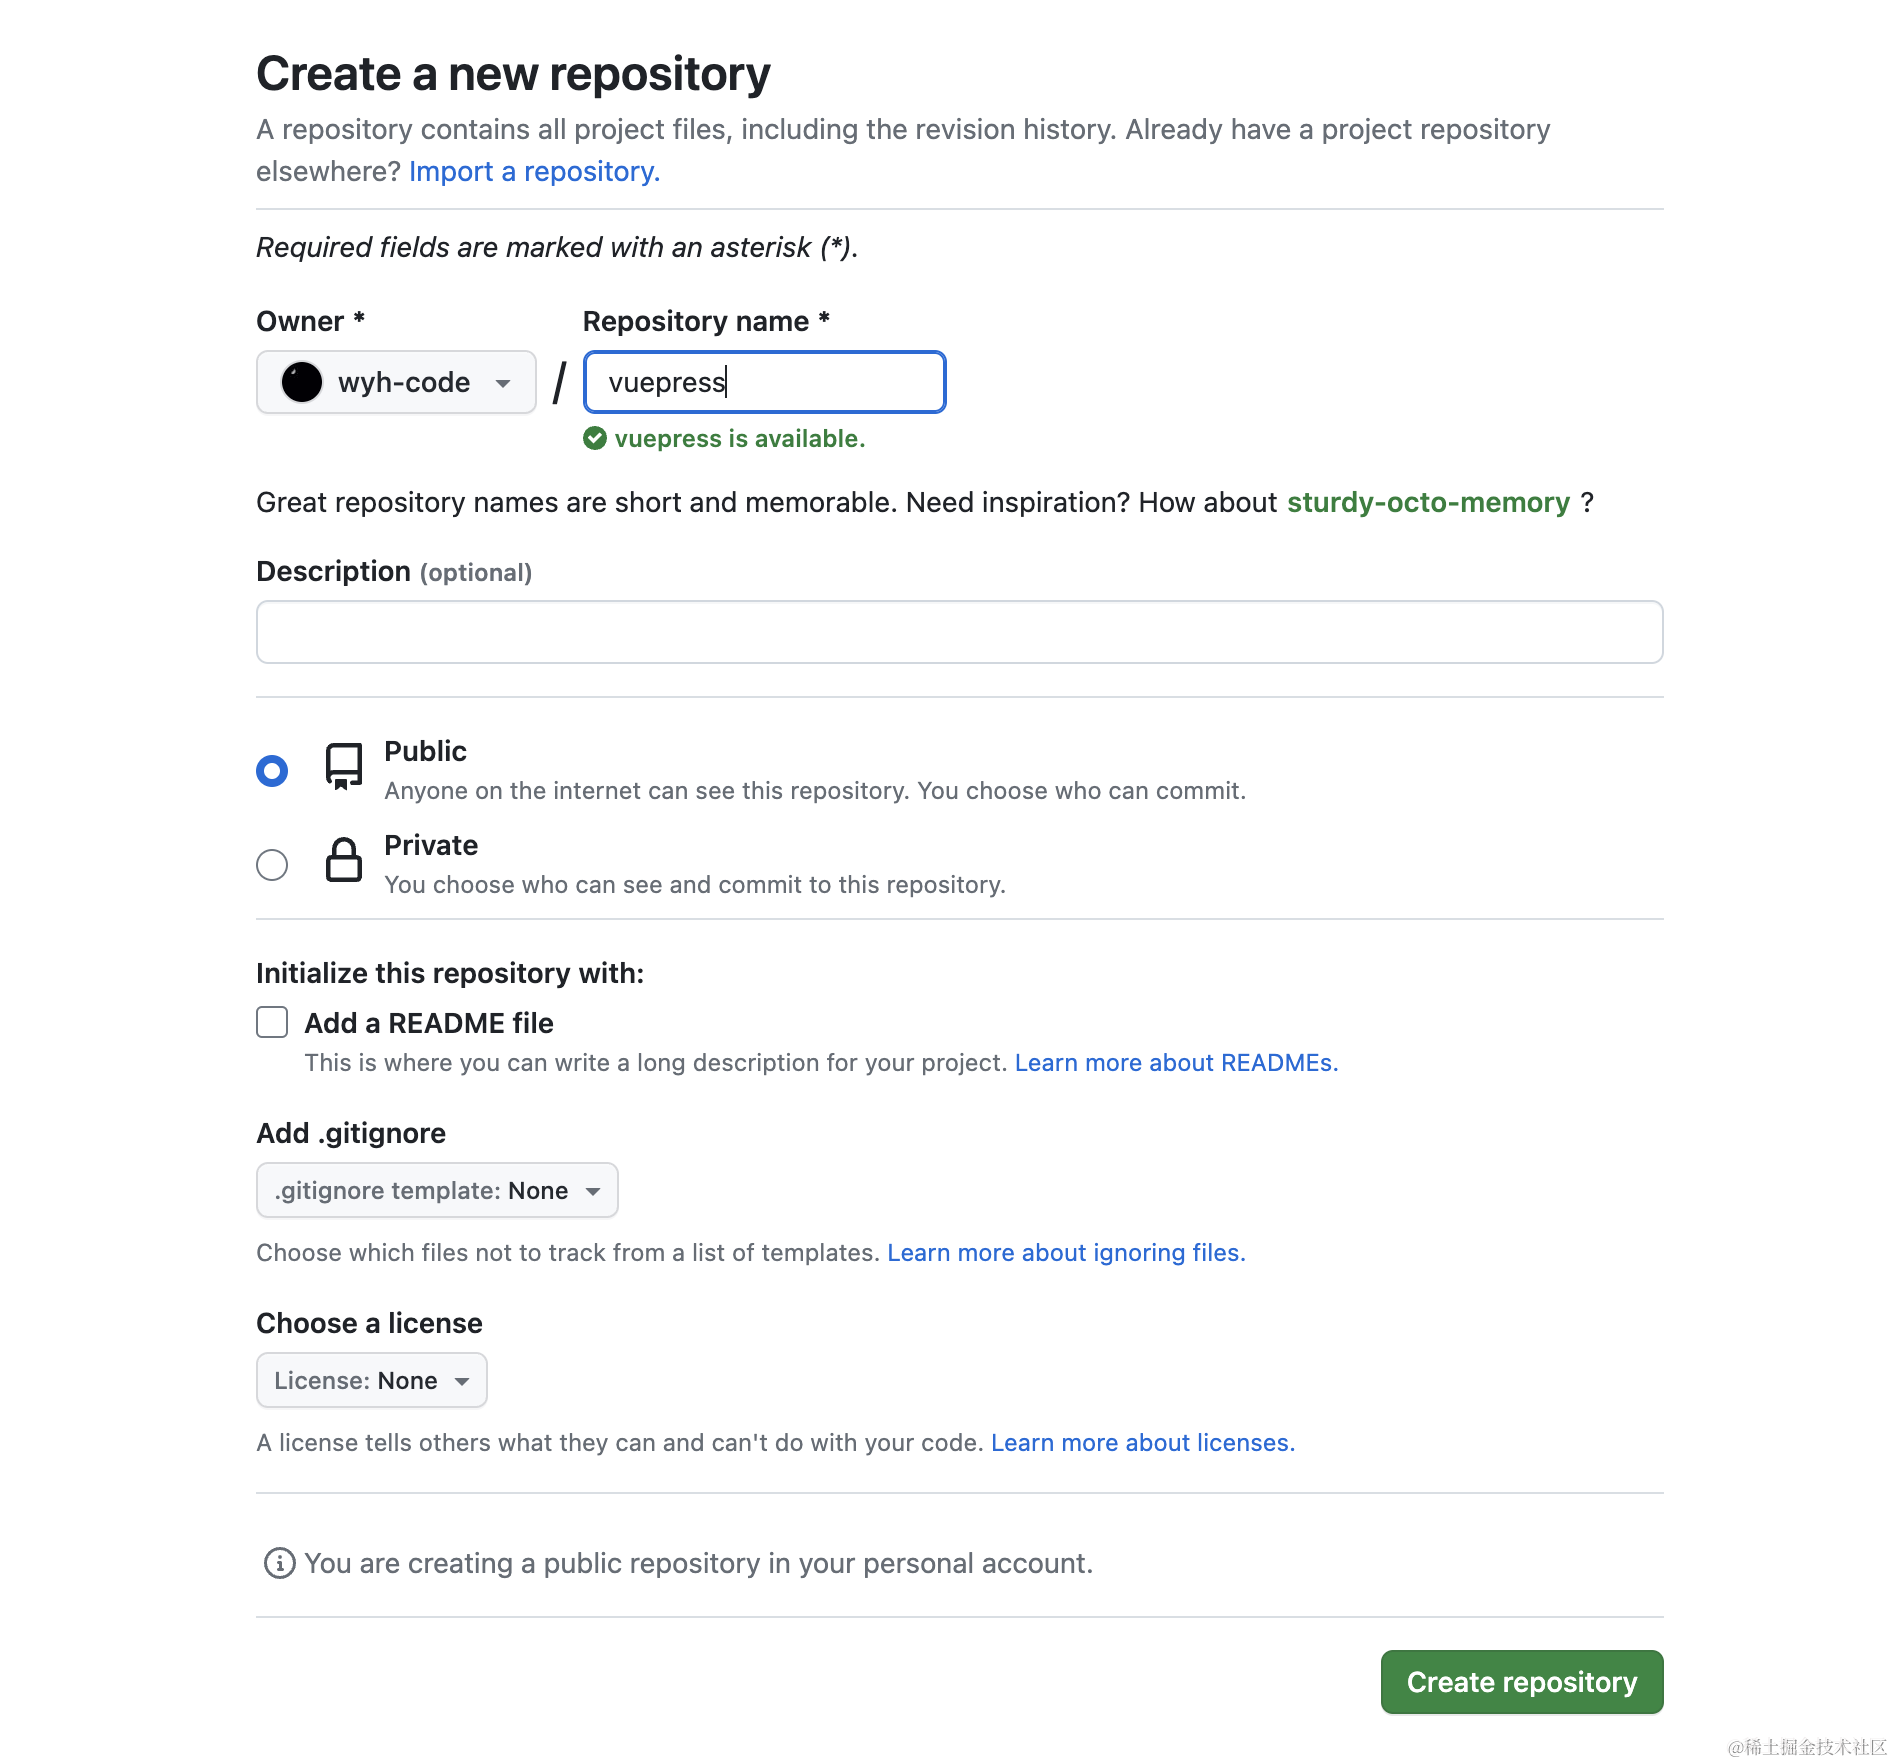 Create a new repository
A repository contains all project files, including the revision history. Already have a project repository
elsewhere? Import a repository.
Required fields are marked with an asterisk (*).
Owner * Repository name *
wyh-code / vuepress
vuepress is available.
Great repository names are short and memorable. Need inspiration? How about sturdy-octo-memory ?
Description (optional)
Public
Anyone on the internet can see this repository. You choose who can commit.
Private
You choose who can see and commit to this repository.
Initialize this repository with:
Add a README file
This is where you can write a long description for your project. Learn more about READMEs.
Add .gitignore
.gitignore template: None
Choose which files not to track from a list of templates. Learn more about ignoring files.
Choose a license
License: None
A license tells others what they can and can't do with your code. Learn more about licenses.
You are creating a public repository in your personal account.
Create repository
@稀土掘金技术社区